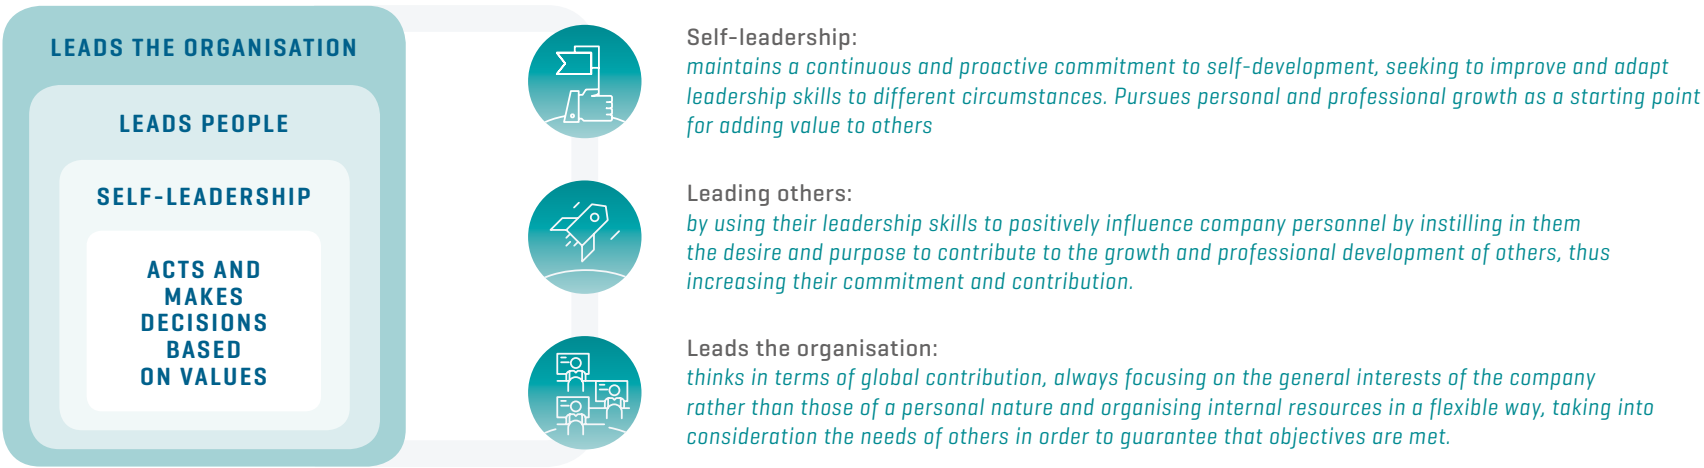 LEADS THE ORGANISATION
LEADS PEOPLE
SELF-LEADERSHIP
ACTS AND
MAKES
DECISIONS
BASED
ON VALUES
Self-leadership:
maintains a continuous and proactive commitment to self-development, seeking to improve and adapt
leadership skills to different circumstances. Pursues personal and professional growth as a starting point
for adding value to others
Leading others:
by using their leadership skills to positively influence company personnel by instilling in them
the desire and purpose to contribute to the growth and professional development of others, thus
increasing their commitment and contribution.
Leads the organisation:
thinks in terms of global contribution, always focusing on the general interests of the company
rather than those of a personal nature and organising internal resources in a flexible way, taking into
consideration the needs of others in order to guarantee that objectives are met.